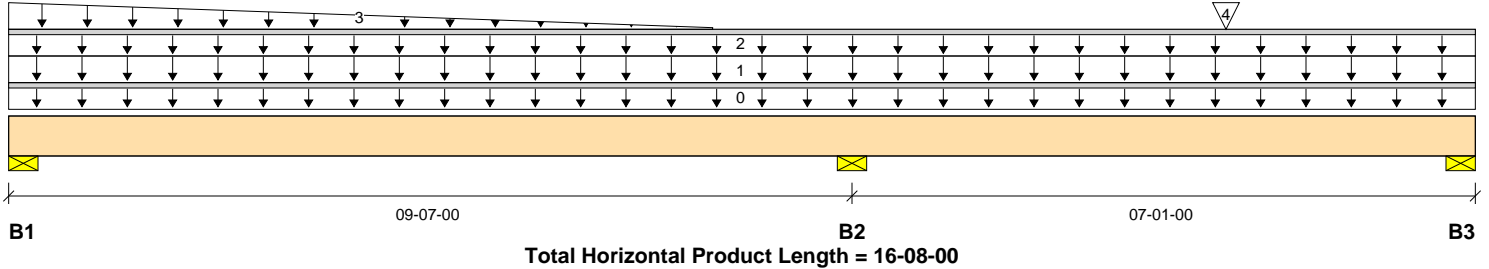 3
4
2
1
0
09-07-00
07-01-00
B1
B2
B3
Total Horizontal Product Length = 16-08-00